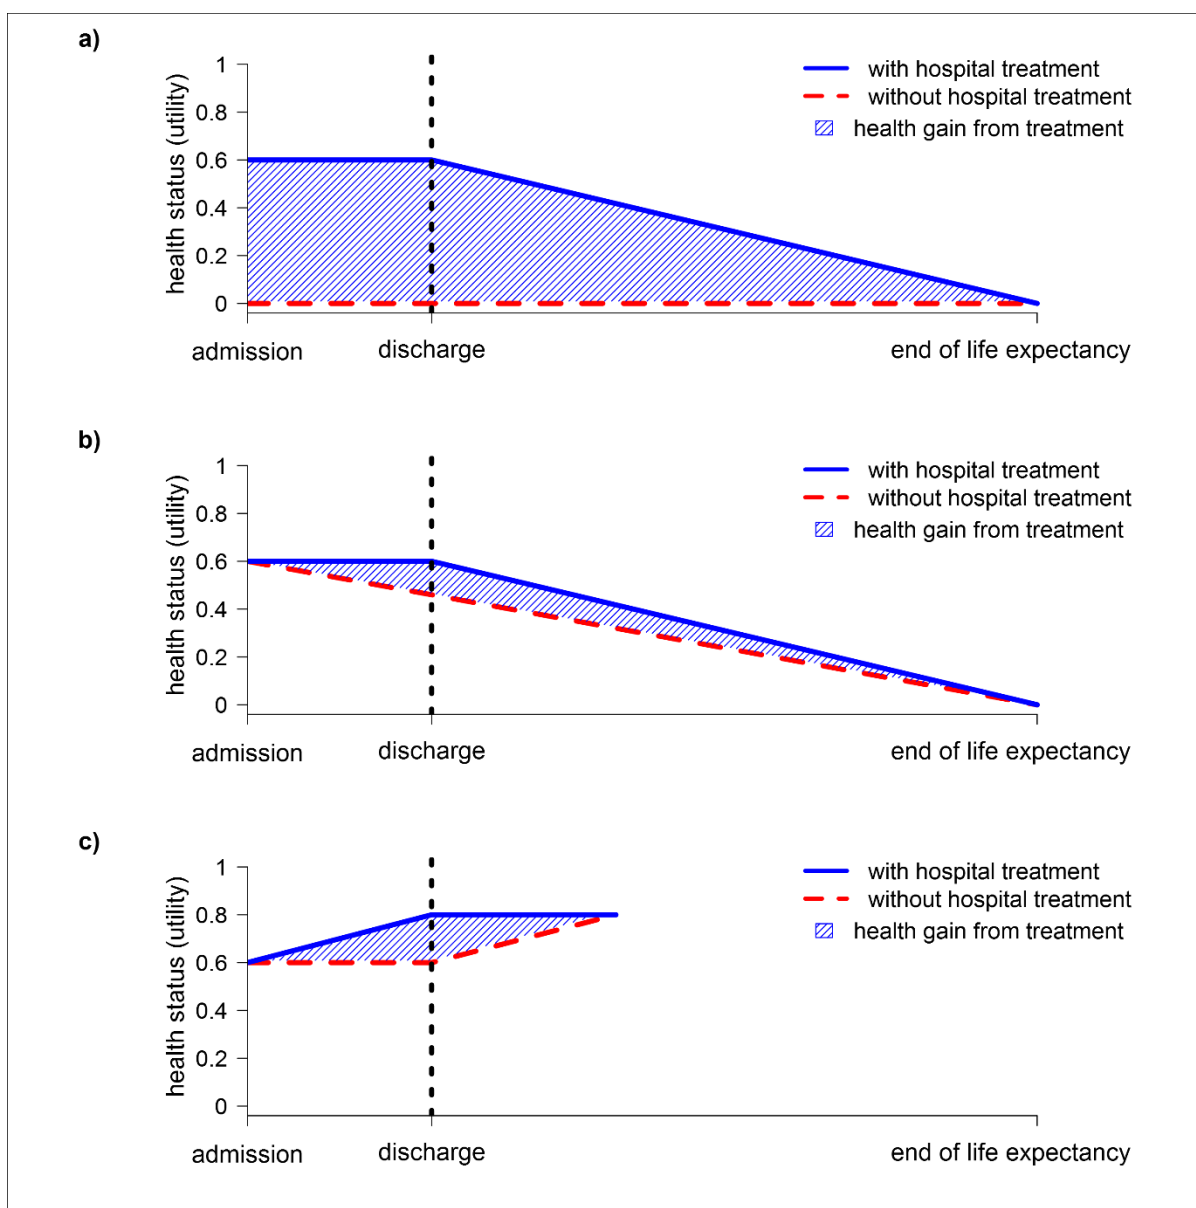 a)
health status (utility)
1
0.8
0.6
0.4
0.2
0
with hospital treatment
without hospital treatment
health gain from treatment
admission
discharge
end of life expectancy
b)
health status (utility)
1
0.8
0.6
0.4
0.2
0
with hospital treatment
without hospital treatment
health gain from treatment
admission
discharge
end of life expectancy
c)
health status (utility)
1
0.8
0.6
0.4
0.2
0
with hospital treatment
without hospital treatment
health gain from treatment
admission
discharge
end of life expectancy